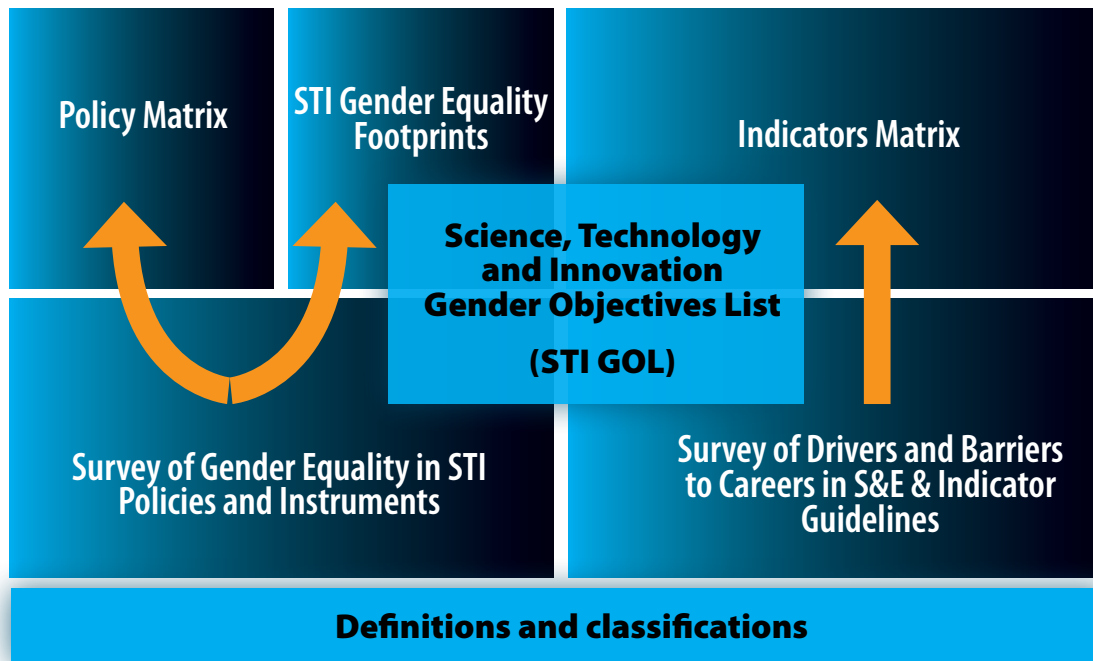 Policy Matrix
STI Gender Equality
Footprints
Indicators Matrix
Science, Technology
and Innovation
Gender Objectives List
(STI GOL)
Survey of Gender Equality in STI
Policies and Instruments
Survey of Drivers and Barriers
to Careers in S&E & Indicator
Guidelines
Definitions and classifications